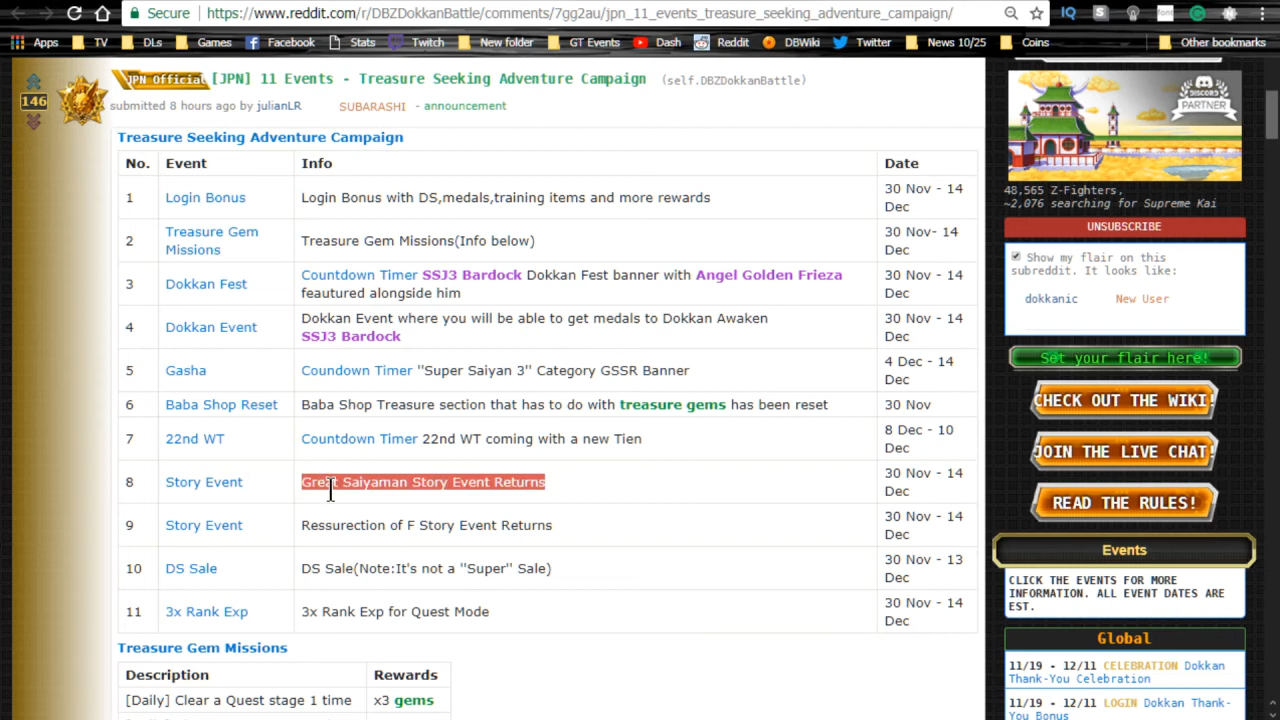 Secure https://www.reddit.com/r/DBZDokkanBattle/comments/7gg2au/jpn_11_events_treasure_seeking_adventure_campaign/
Apps TV DLs Games Facebook Stats Twitch New folder GT Events Dash Reddit DBWiki Twitter News 10/25 Coins Other bookmarks
146
JPN Official [JPN] 11 Events - Treasure Seeking Adventure Campaign (self.DBZDokkanBattle)
submitted 8 hours ago by julianLR SUBARASHI - announcement
Treasure Seeking Adventure Campaign
No. Event Info Date
1 Login Bonus Login Bonus with DS,medals,training items and more rewards 30 Nov - 14
Dec
2 Treasure Gem
Missions Treasure Gem Missions(Info below) 30 Nov- 14
Dec
3 Dokkan Fest Countdown Timer SSJ3 Bardock Dokkan Fest banner with Angel Golden Frieza
feautured alongside him 30 Nov - 14
Dec
4 Dokkan Event Dokkan Event where you will be able to get medals to Dokkan Awaken
SSJ3 Bardock 30 Nov - 14
Dec
5 Gasha Coundown Timer "Super Saiyan 3" Category GSSR Banner 4 Dec - 14
Dec
6 Baba Shop Reset Baba Shop Treasure section that has to do with treasure gems has been reset 30 Nov
7 22nd WT Countdown Timer 22nd WT coming with a new Tien 8 Dec - 10
Dec
8 Story Event Great Saiyaman Story Event Returns 30 Nov - 14
Dec
9 Story Event Ressurection of F Story Event Returns 30 Nov - 14
Dec
10 DS Sale DS Sale(Note:It's not a "Super" Sale) 30 Nov - 13
Dec
11 3x Rank Exp 3x Rank Exp for Quest Mode 30 Nov - 14
Dec
Treasure Gem Missions
Description Rewards
[Daily] Clear a Quest stage 1 time x3 gems
DISCORD
PARTNER
48,565 Z-Fighters,
~2,076 searching for Supreme Kai
UNSUBSCRIBE
Show my flair on this
subreddit. It looks like:
dokkanic New User
Set your flair here!
CHECK OUT THE WIKI!
JOIN THE LIVE CHAT!
READ THE RULES!
Events
CLICK THE EVENTS FOR MORE
INFORMATION. ALL EVENT DATES ARE
EST.
Global
11/19 - 12/11 CELEBRATION Dokkan
Thank-You Celebration
11/19 - 12/11 LOGIN Dokkan Thank-
You Bonus